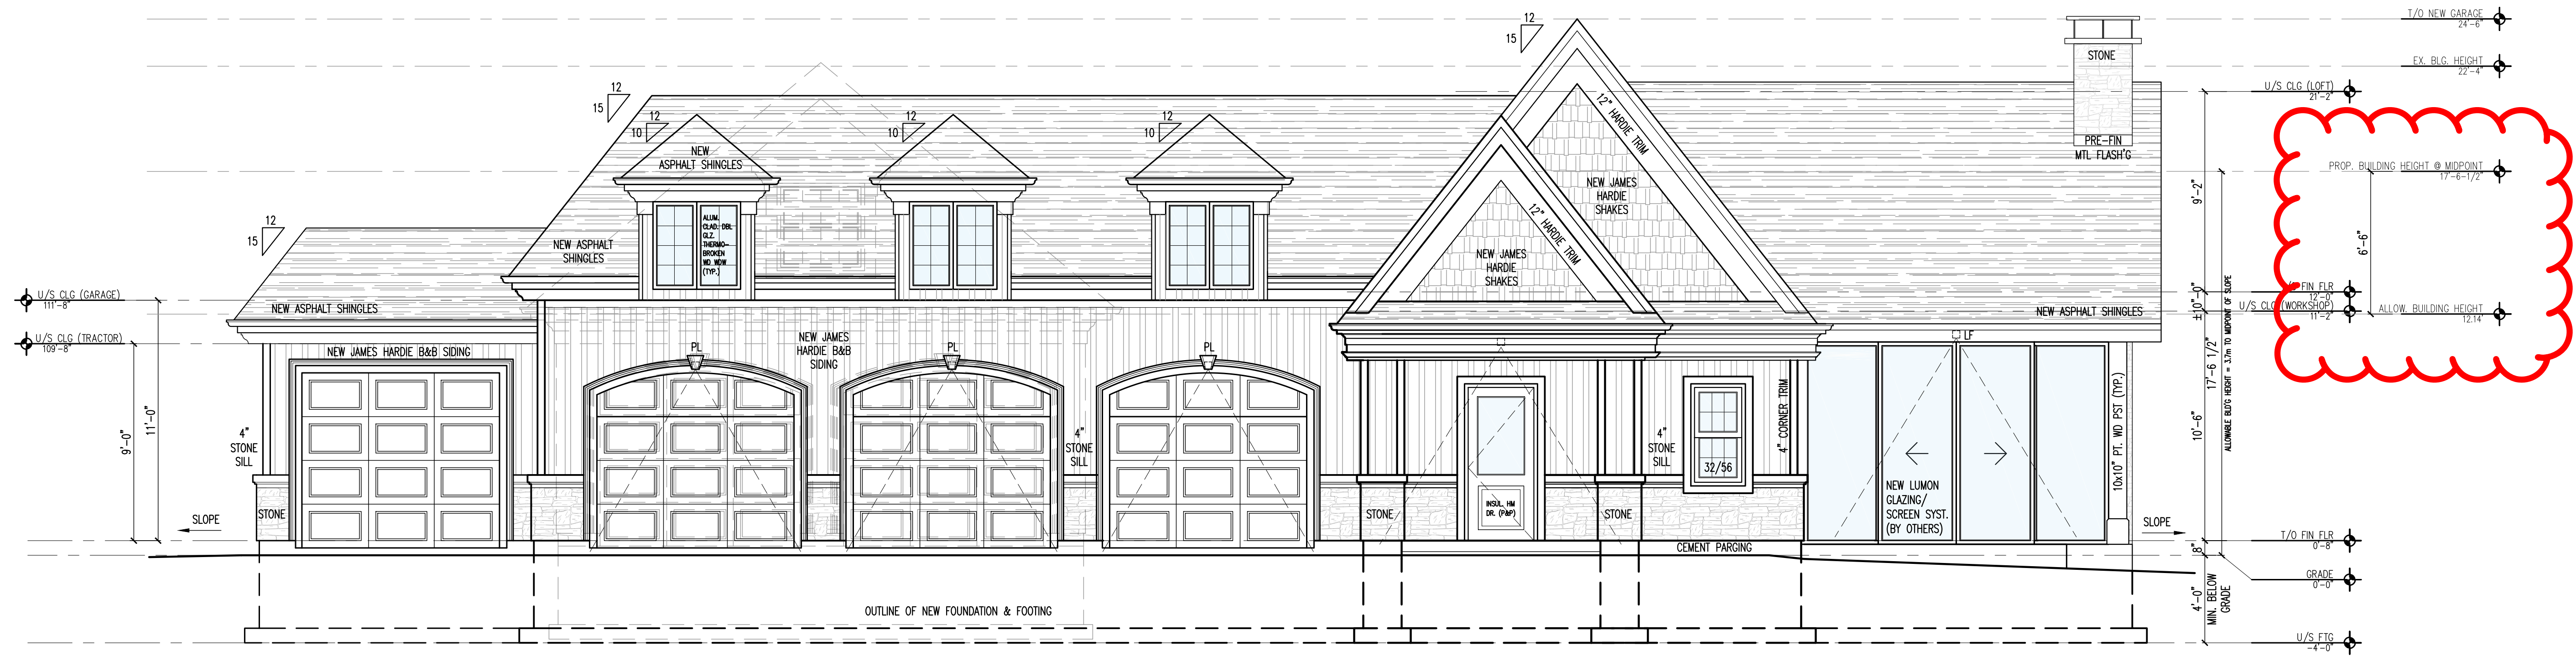 T/O NEW GARAGE
24'-6"
EX. BLG. HEIGHT
22'-4"
U/S CLG (LOFT)
21'-2"
PROP. BUILDING HEIGHT @ MIDPOINT
17'-6-1/2"
6'-6"
FIN FLR
12'-0"
U/S CLG (WORKSHOP)
11'-2"
ALLOW. BUILDING HEIGHT
12.14'
T/O FIN FLR
0'-8"
GRADE
0'-0"
U/S FTG
-4'-0"
9'-2"
±10"-0"
17'-6 1/2"
ALLOWABLE BLD'G HEIGHT = 3.7m TO MIDPOINT OF SLOPE
10'-6"
8"
4'-0"
MIN. BELOW
GRADE
12
15
12
15
12
15
12
10
12
10
12
10
STONE
PRE-FIN
MTL FLASH'G
NEW
ASPHALT SHINGLES
ALUM.
CLAD. DBL
GLZ.
THERMO-
BROKEN
WD WDW
(TYP.)
NEW ASPHALT
SHINGLES
NEW ASPHALT SHINGLES
NEW ASPHALT SHINGLES
12" HARDIE TRIM
12" HARDIE TRIM
NEW JAMES
HARDIE
SHAKES
NEW JAMES
HARDIE
SHAKES
U/S CLG (GARAGE)
111'-8"
U/S CLG (TRACTOR)
109'-8"
9'-0"
11'-0"
NEW JAMES HARDIE B&B SIDING
NEW JAMES
HARDIE B&B
SIDING
PL
PL
PL
LF
4"
STONE
SILL
4"
STONE
SILL
4"
STONE
SILL
4" CORNER TRIM
32/56
10x10" PT. WD PST (TYP.)
NEW LUMON
GLAZING/
SCREEN SYST.
(BY OTHERS)
INSUL. HM
DR. (P&P)
STONE
STONE
STONE
SLOPE
SLOPE
CEMENT PARGING
OUTLINE OF NEW FOUNDATION & FOOTING